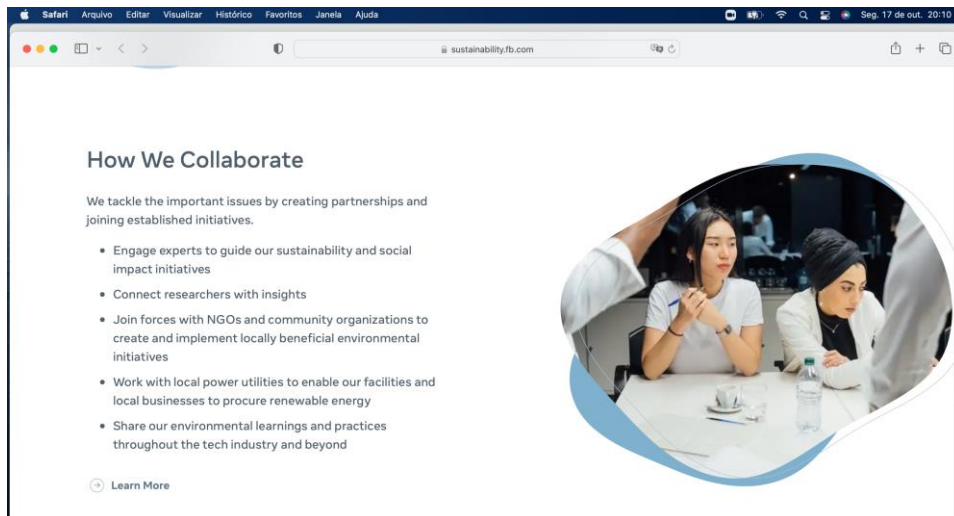 Safari Arquivo Editar Visualizar Histórico Favoritos Janela Ajuda Seg. 17 de out. 20:10
sustainability.fb.com
How We Collaborate
We tackle the important issues by creating partnerships and
joining established initiatives.
• Engage experts to guide our sustainability and social
impact initiatives
• Connect researchers with insights
• Join forces with NGOs and community organizations to
create and implement locally beneficial environmental
initiatives
• Work with local power utilities to enable our facilities and
local businesses to procure renewable energy
• Share our environmental learnings and practices
throughout the tech industry and beyond
Learn More